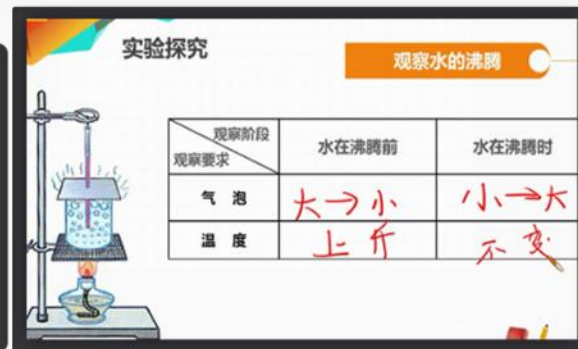 实验探究
观察水的沸腾
观察阶段
观察要求
水在沸腾前
水在沸腾时
气泡
大→小
小→大
温度
上升
不变